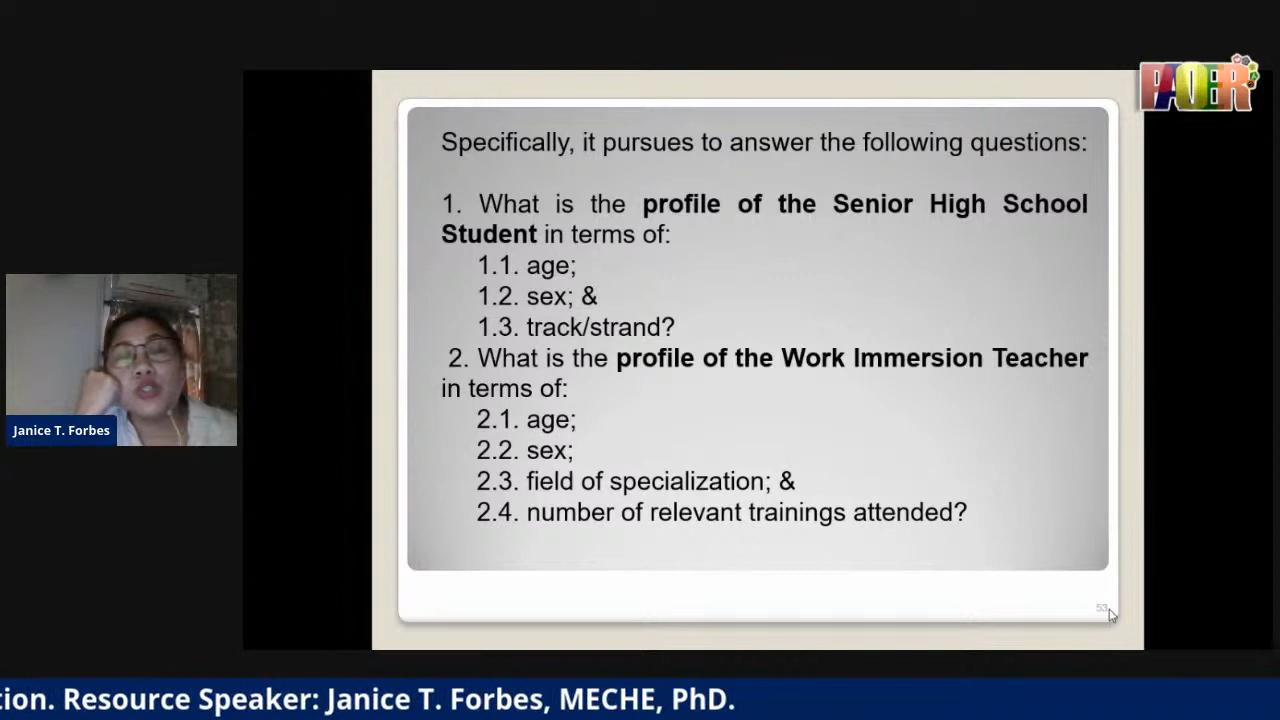 PAOER
Specifically, it pursues to answer the following questions:
1. What is the profile of the Senior High School
Student in terms of:
1.1. age;
1.2. sex; &
1.3. track/strand?
2. What is the profile of the Work Immersion Teacher
in terms of:
2.1. age;
2.2. sex;
2.3. field of specialization; &
2.4. number of relevant trainings attended?
53
Janice T. Forbes
tion. Resource Speaker: Janice T. Forbes, MECHE, PhD.